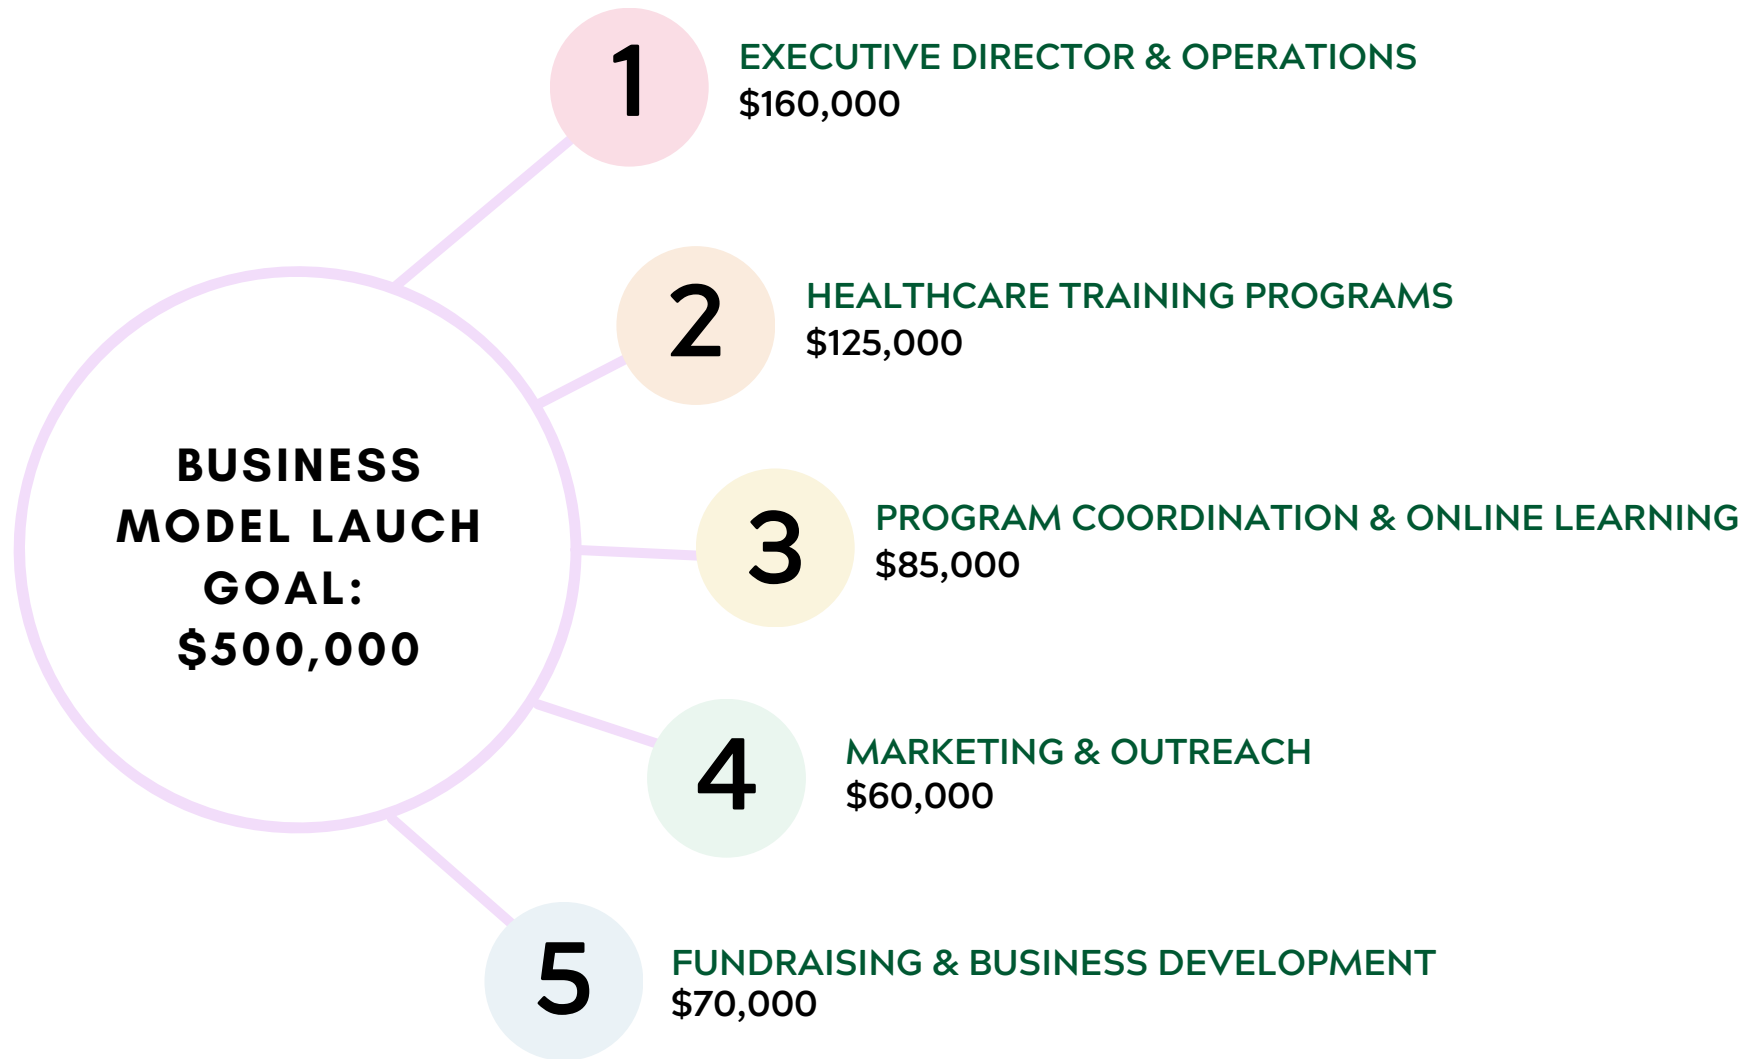 1
EXECUTIVE DIRECTOR & OPERATIONS
$160,000
2
HEALTHCARE TRAINING PROGRAMS
$125,000
BUSINESS
MODEL LAUCH
GOAL:
$500,000
3
PROGRAM COORDINATION & ONLINE LEARNING
$85,000
4
MARKETING & OUTREACH
$60,000
5
FUNDRAISING & BUSINESS DEVELOPMENT
$70,000